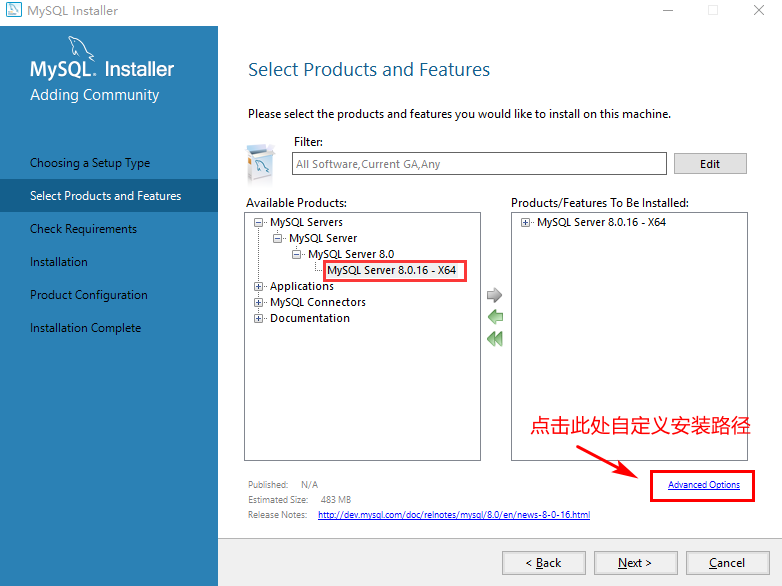 MySQL Installer
MySQL. Installer
Adding Community
Choosing a Setup Type
Select Products and Features
Check Requirements
Installation
Product Configuration
Installation Complete
Select Products and Features
Please select the products and features you would like to install on this machine.
Filter:
All Software,Current GA,Any
Edit
Available Products:
MySQL Servers
MySQL Server
MySQL Server 8.0
MySQL Server 8.0.16 - X64
Applications
MySQL Connectors
Documentation
Products/Features To Be Installed:
MySQL Server 8.0.16 - X64
点击此处自定义安装路径
Advanced Options
Published: N/A
Estimated Size: 483 MB
Release Notes: http://dev.mysql.com/doc/relnotes/mysql/8.0/en/news-8-0-16.html
< Back
Next >
Cancel